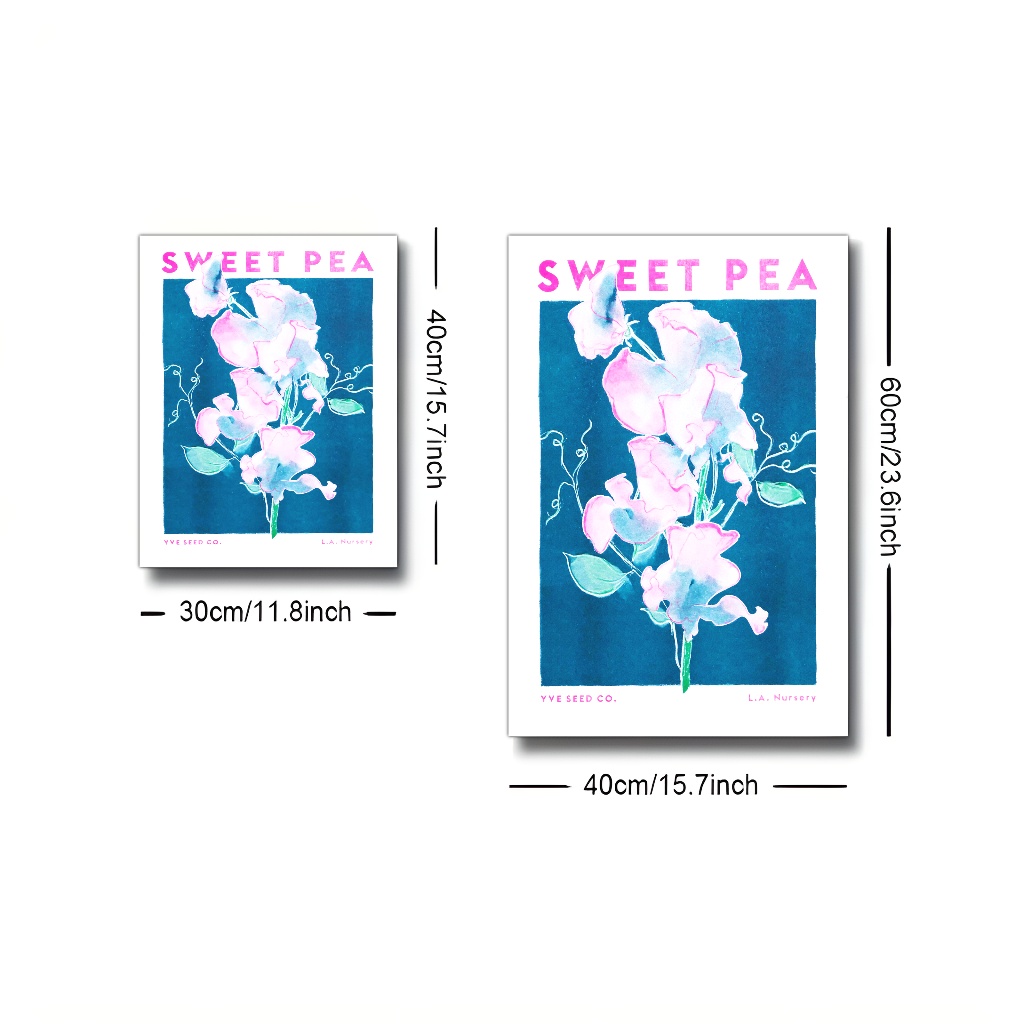 SWEET PEA
YVE SEED CO.
L.A. Nursery
40cm/15.7inch
30cm/11.8inch
SWEET PEA
YVE SEED CO.
L.A. Nursery
60cm/23.6inch
40cm/15.7inch